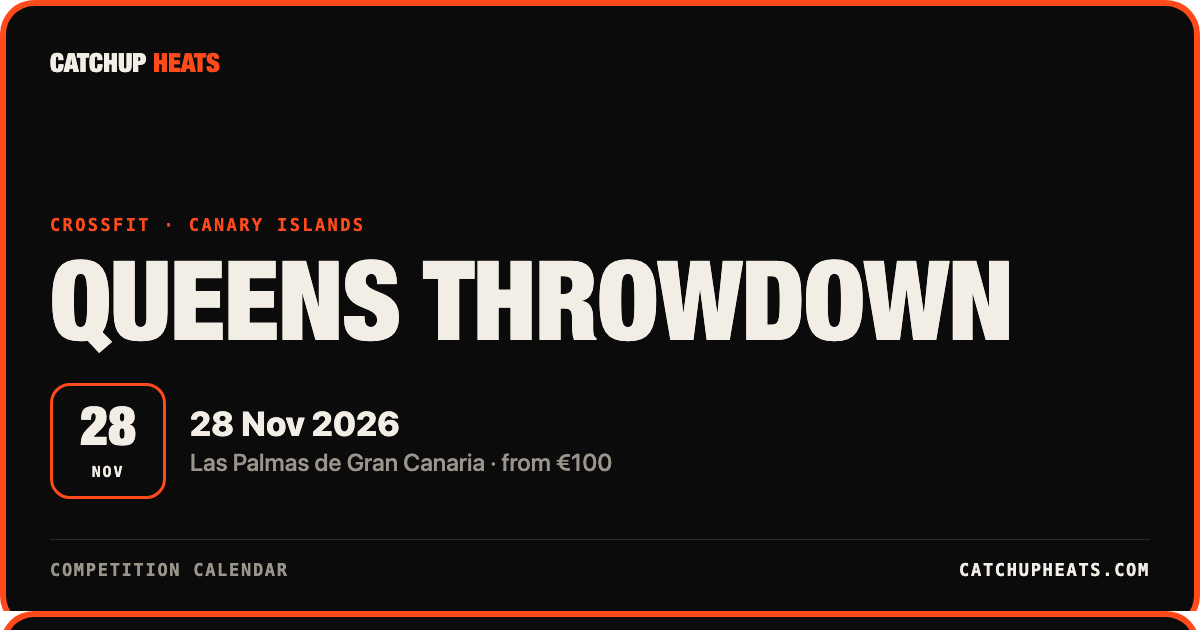 CATCHUP HEATS
CROSSFIT · CANARY ISLANDS
QUEENS THROWDOWN
28
NOV
28 Nov 2026
Las Palmas de Gran Canaria · from €100
COMPETITION CALENDAR
CATCHUPHEATS.COM